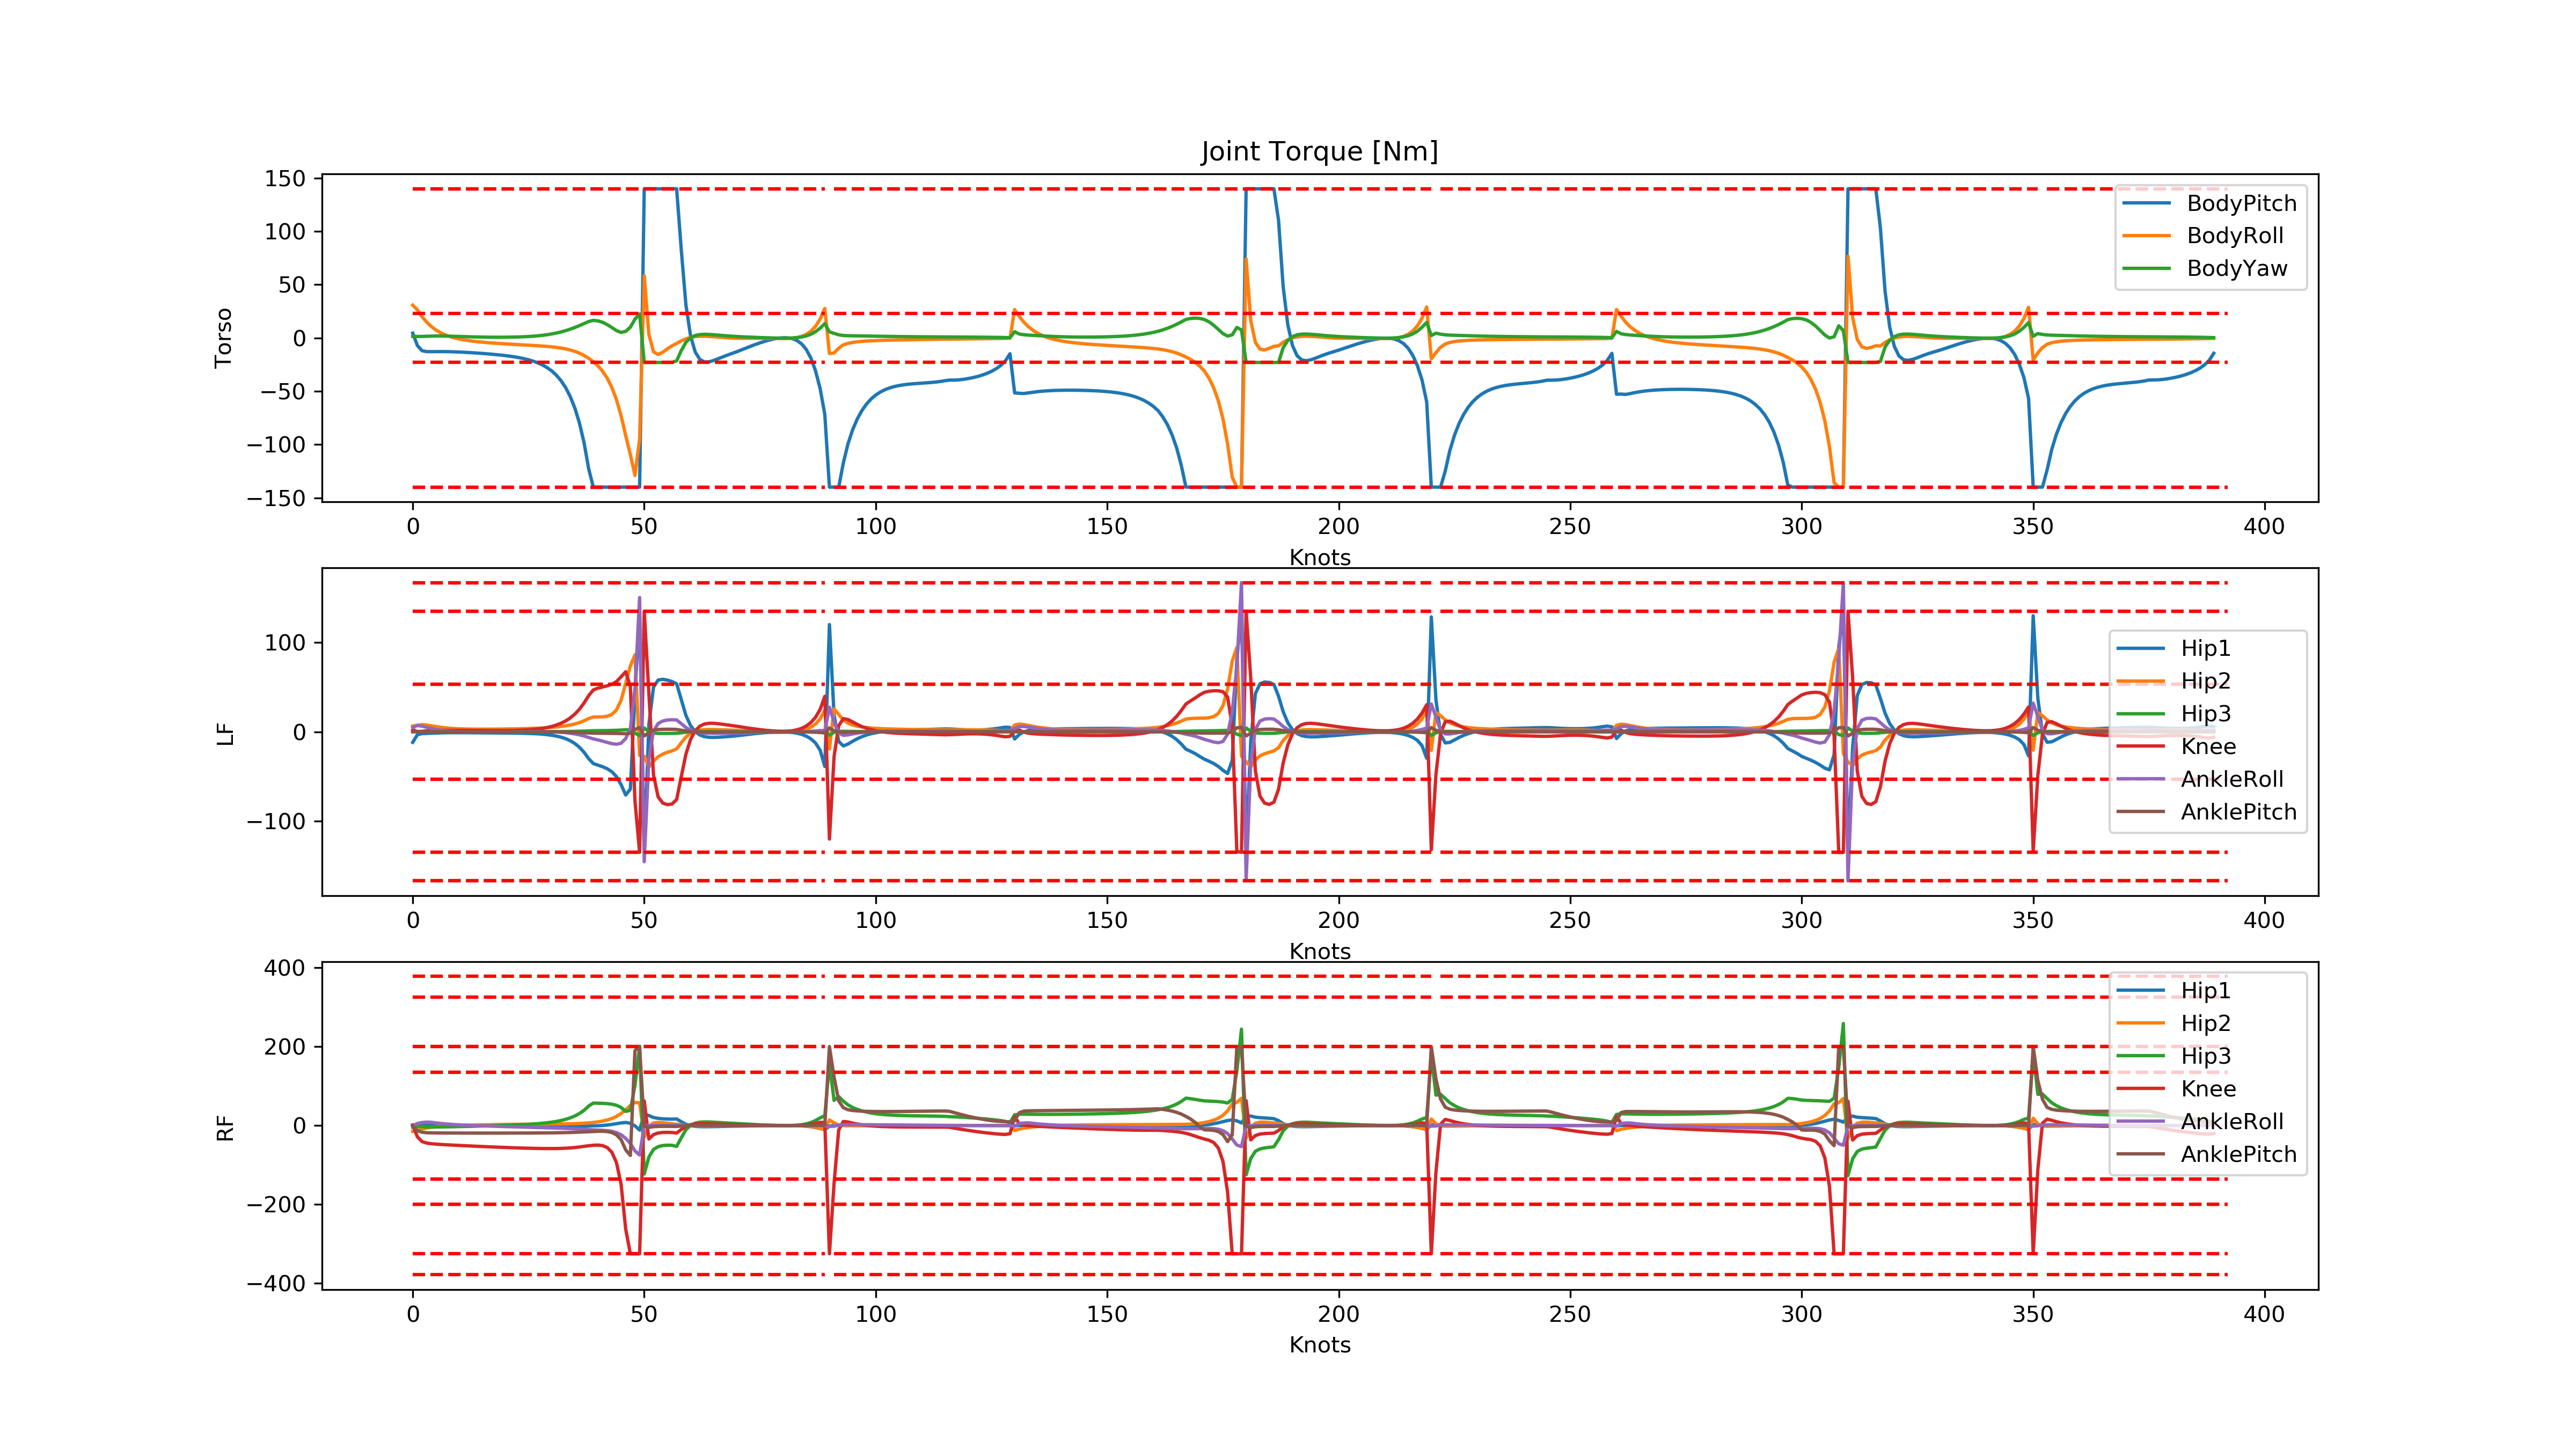 Joint Torque [Nm]
150
100
50
0
−50
−100
−150
Torso
BodyPitch
BodyRoll
BodyYaw
0 50 100 150 200 250 300 350 400
Knots
100
0
−100
LF
Hip1
Hip2
Hip3
Knee
AnkleRoll
AnklePitch
0 50 100 150 200 250 300 350 400
Knots
400
200
0
−200
−400
RF
Hip1
Hip2
Hip3
Knee
AnkleRoll
AnklePitch
0 50 100 150 200 250 300 350 400
Knots